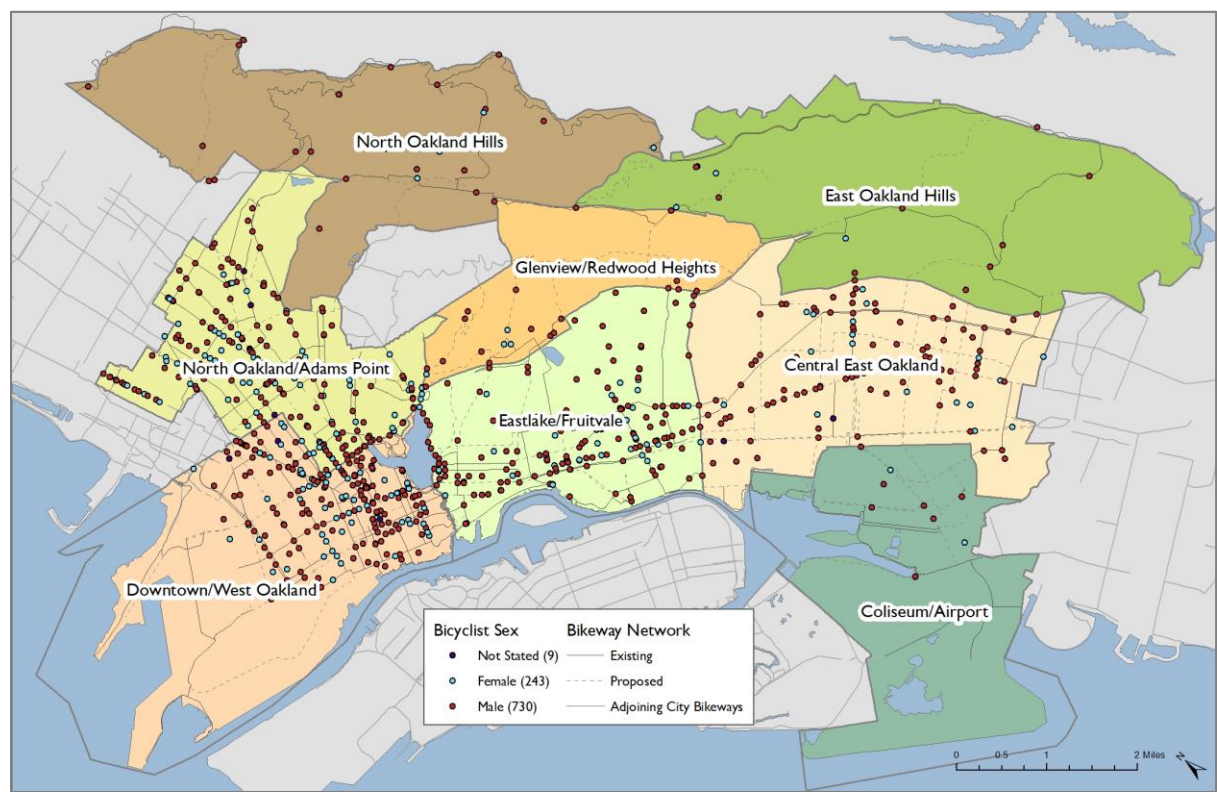 North Oakland Hills
East Oakland Hills
Glenview/Redwood Heights
North Oakland/Adams Point
Central East Oakland
Eastlake/Fruitvale
Downtown/West Oakland
Coliseum/Airport
Bicyclist Sex
Not Stated (9)
Female (243)
Male (730)
Bikeway Network
Existing
Proposed
Adjoining City Bikeways
0 0.5 1 2 Miles
N